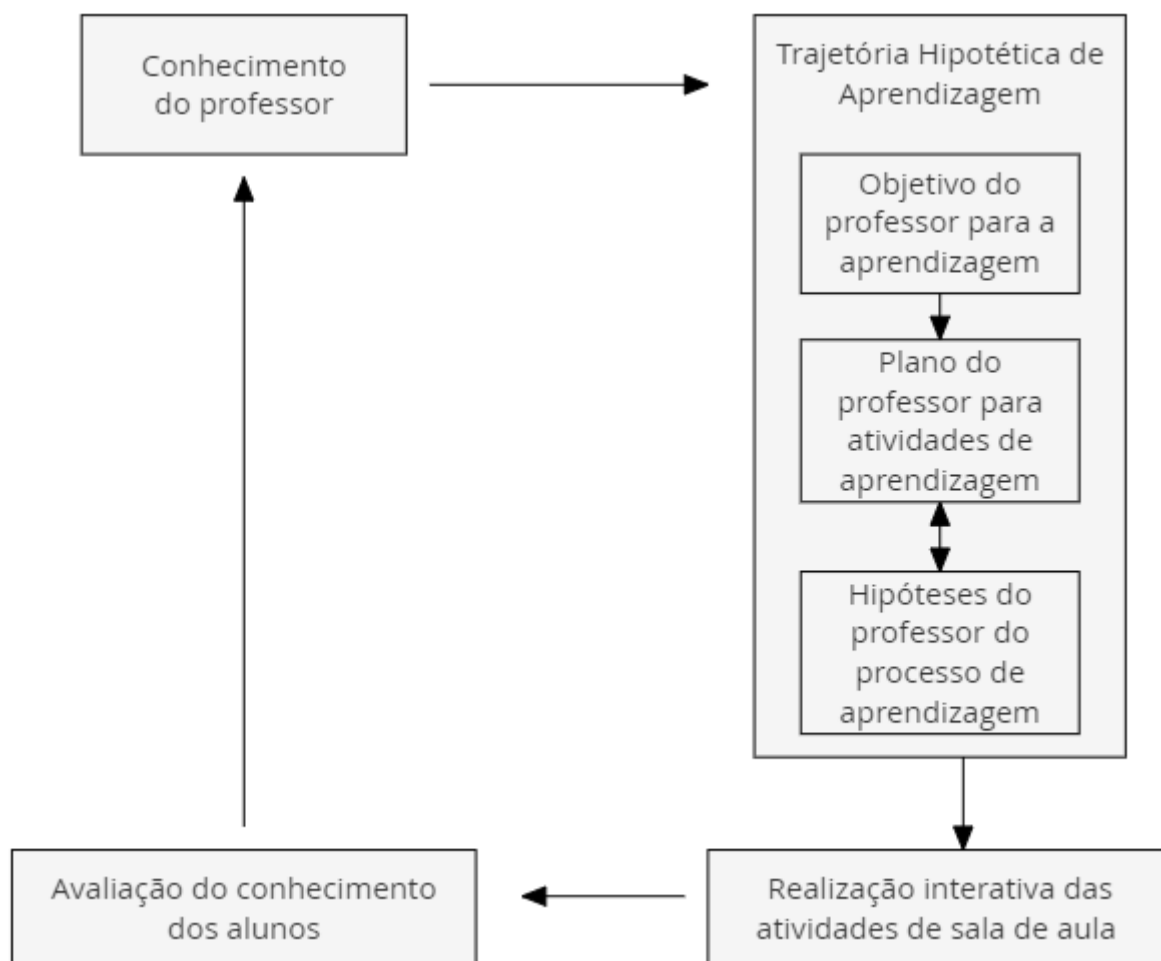 Conhecimento
do professor
Trajetória Hipotética de
Aprendizagem
Objetivo do
professor para a
aprendizagem
Plano do
professor para
atividades de
aprendizagem
Hipóteses do
professor do
processo de
aprendizagem
Avaliação do conhecimento
dos alunos
Realização interativa das
atividades de sala de aula